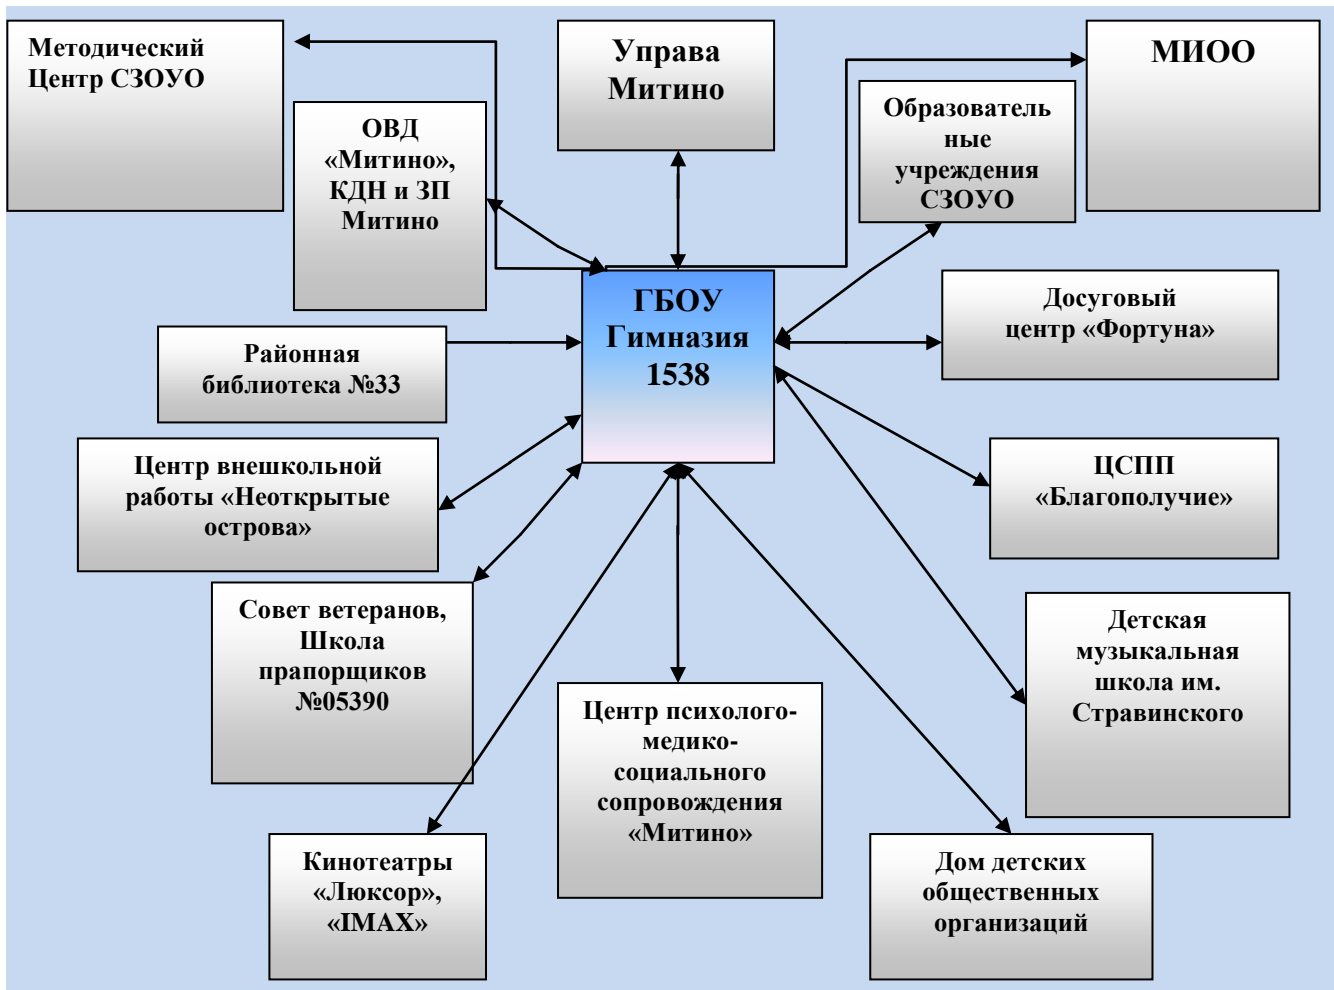 Методический
Центр СЗОУО
Управа
Митино
МИОО
ОВД
«Митино»,
КДН и ЗП
Митино
Образователь
ные
учреждения
СЗОУО
ГБОУ
Гимназия
1538
Досуговый
центр «Фортуна»
Районная
библиотека №33
Центр внешкольной
работы «Неоткрытые
острова»
ЦСПП
«Благополучие»
Совет ветеранов,
Школа
прапорщиков
№05390
Детская
музыкальная
школа им.
Стравинского
Центр психолого-
медико-
социального
сопровождения
«Митино»
Кинотеатры
«Люксор»,
«IMAX»
Дом детских
общественных
организаций